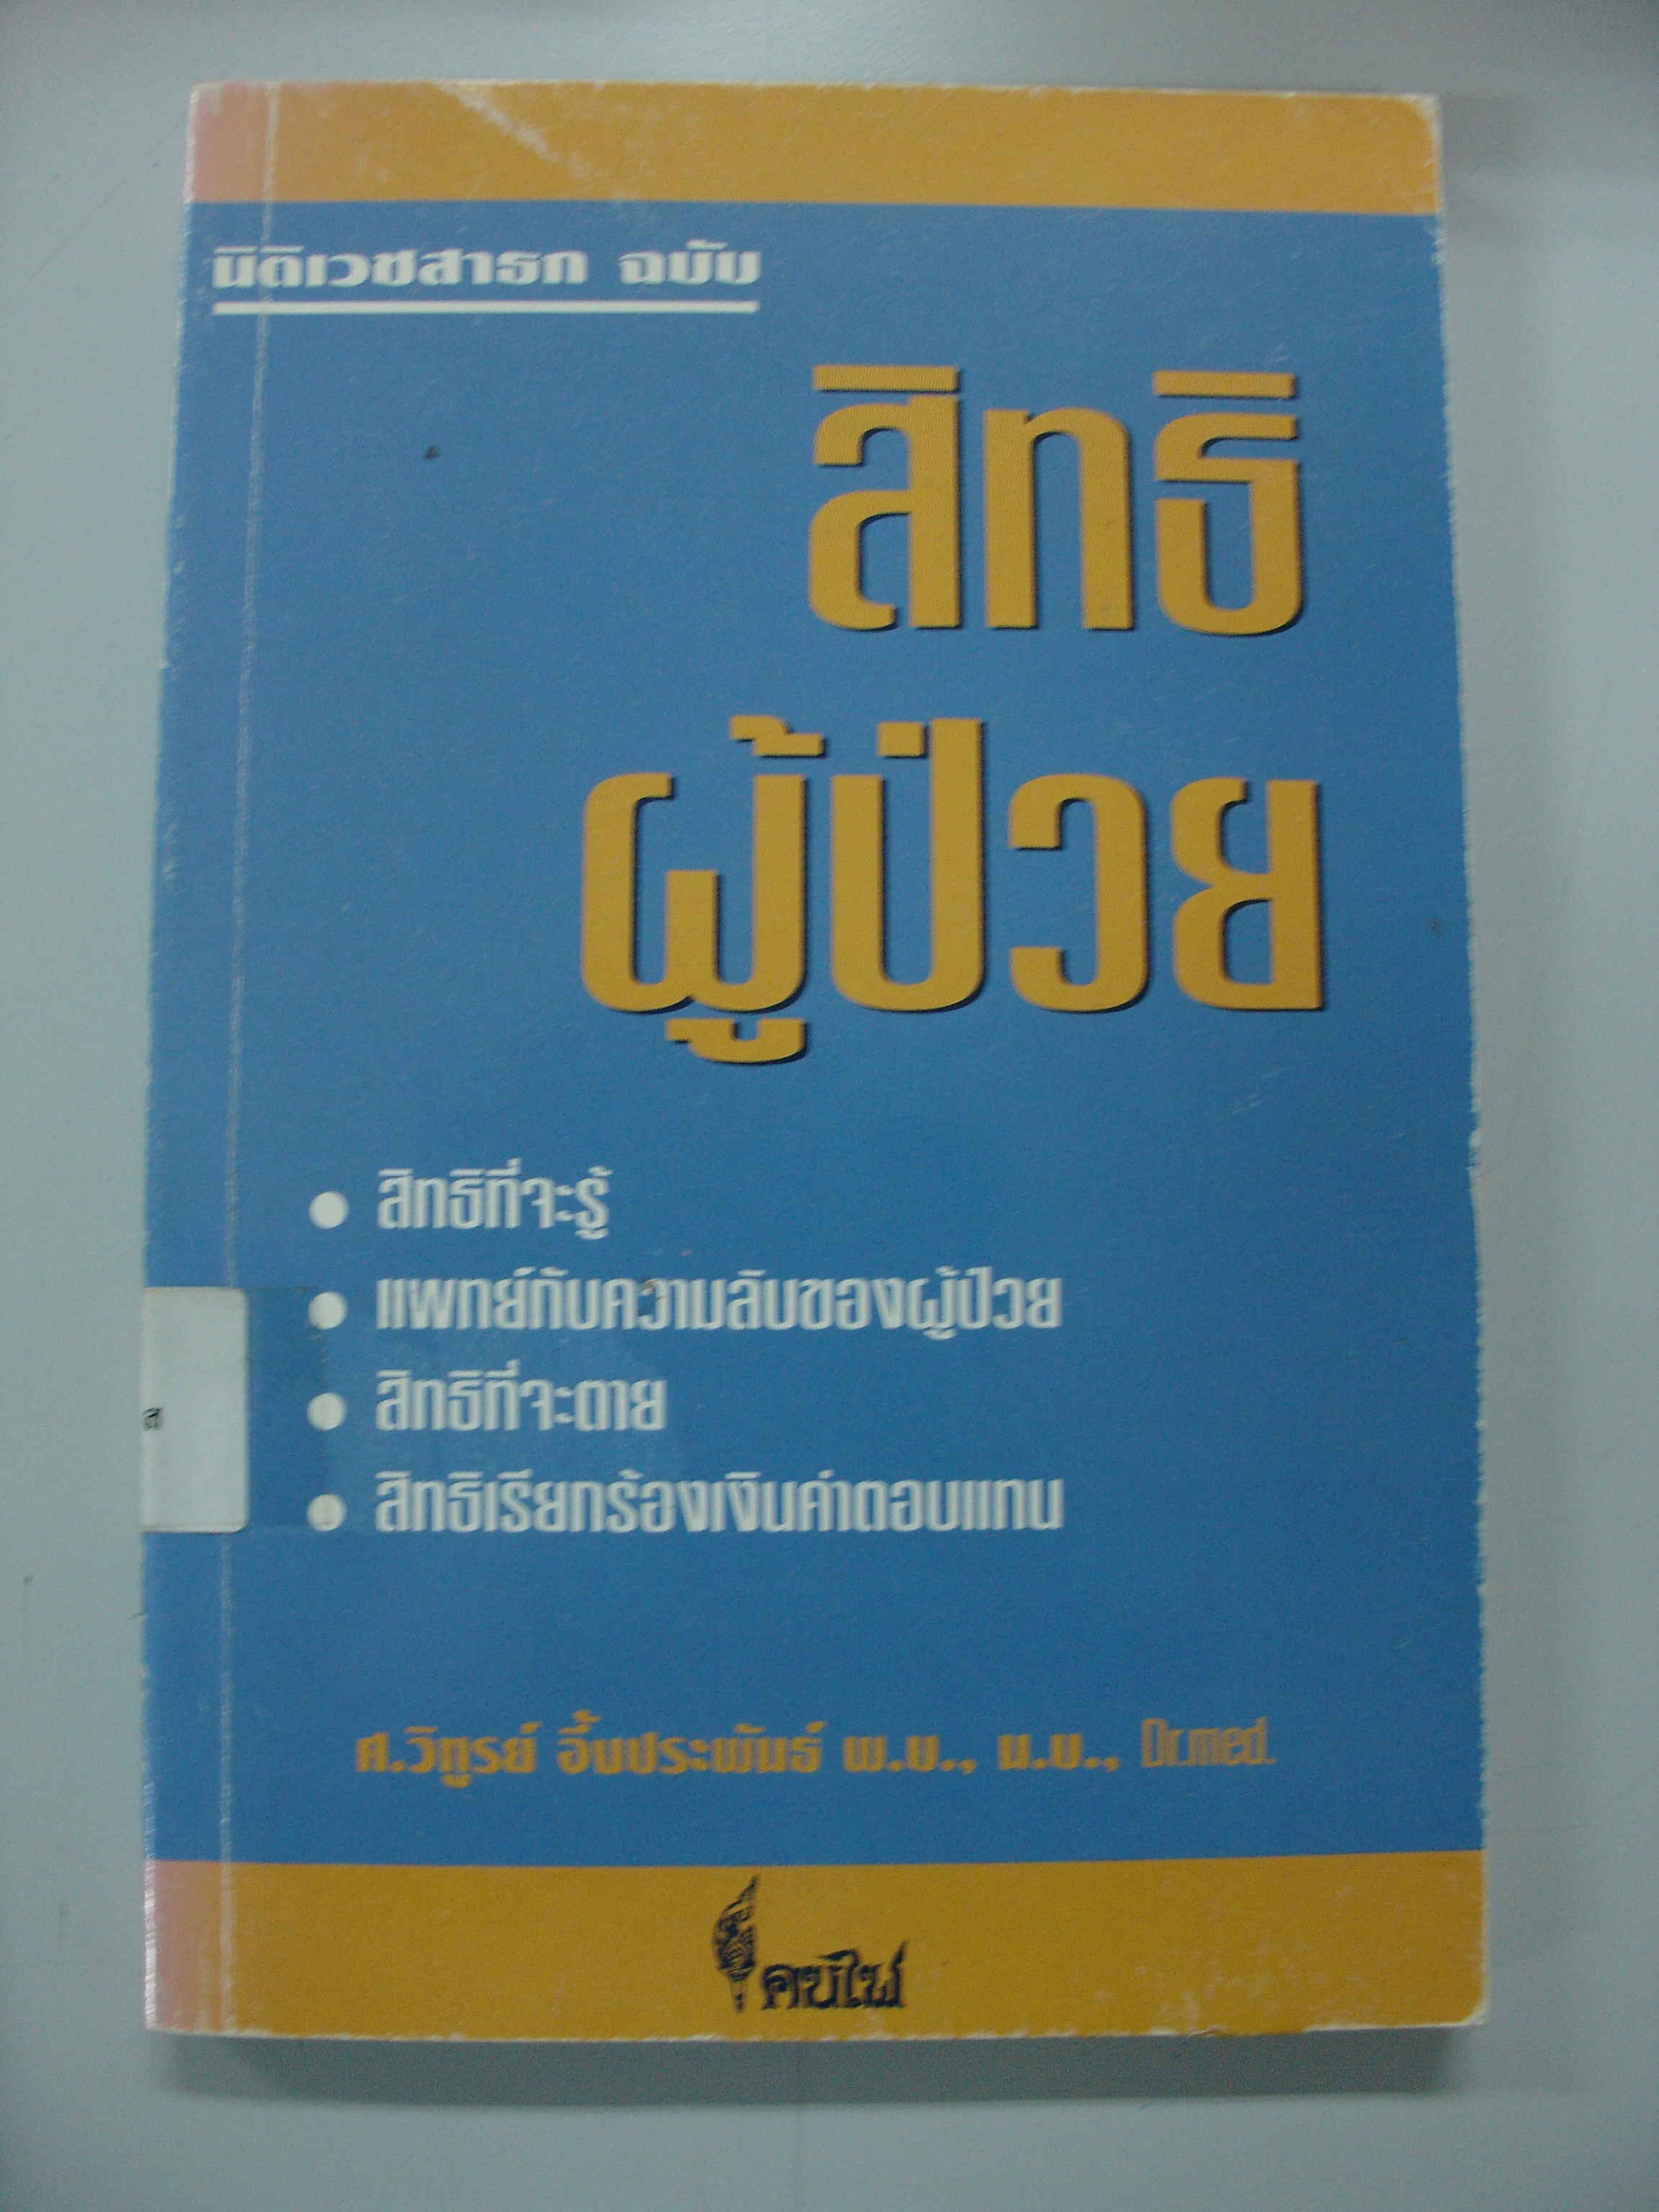 นิติเวชสาธก ฉบับ
สิทธิ
ผู้ป่วย
● สิทธิที่จะรู้
● แพทย์กับความลับของผู้ป่วย
● สิทธิที่จะตาย
● สิทธิเรียกร้องเงินค่าตอบแทน
ส
ศ.วิฑูรย์ อึ้งประพันธ์ พ.บ., น.บ., Dr.med.
คบไฟ